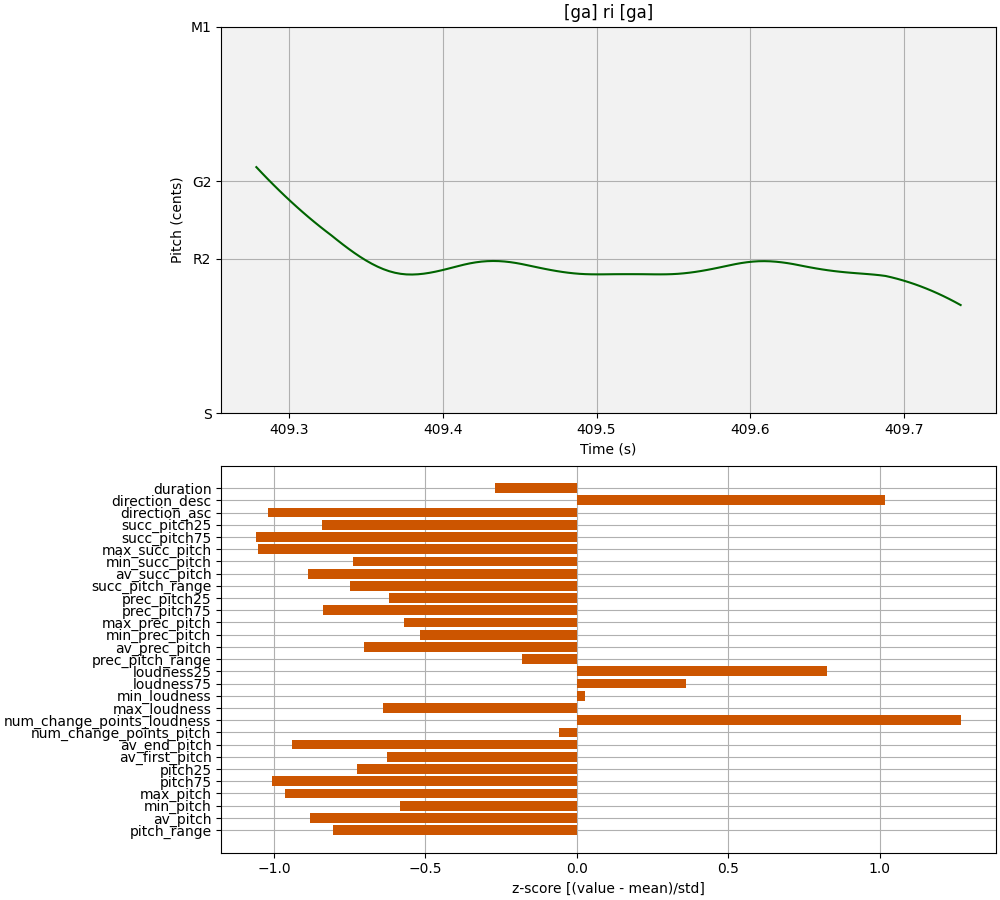 [ga] ri [ga]
M1
G2
R2
S
Pitch (cents)
409.3 409.4 409.5 409.6 409.7
Time (s)
duration
direction_desc
direction_asc
succ_pitch25
succ_pitch75
max_succ_pitch
min_succ_pitch
av_succ_pitch
succ_pitch_range
prec_pitch25
prec_pitch75
max_prec_pitch
min_prec_pitch
av_prec_pitch
prec_pitch_range
loudness25
loudness75
min_loudness
max_loudness
num_change_points_loudness
num_change_points_pitch
av_end_pitch
av_first_pitch
pitch25
pitch75
max_pitch
min_pitch
av_pitch
pitch_range
−1.0 −0.5 0.0 0.5 1.0
z-score [(value - mean)/std]